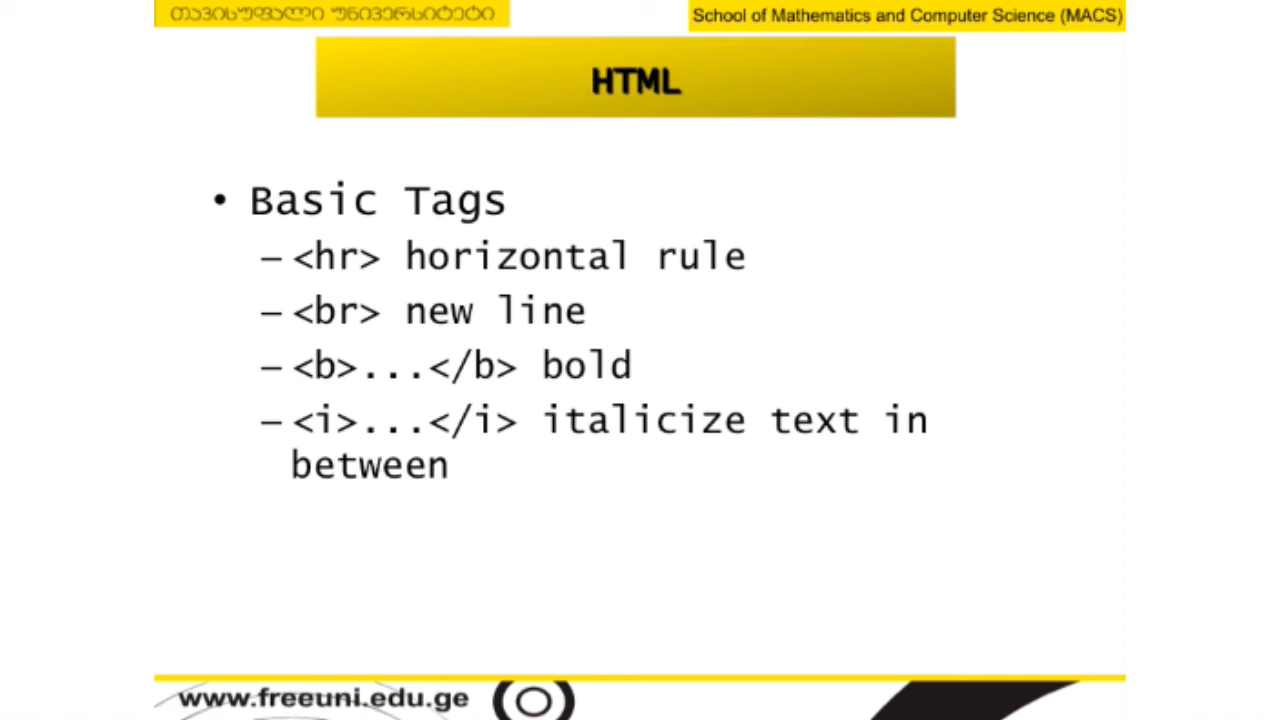 თავისუფალი უნივერსიტეტი
School of Mathematics and Computer Science (MACS)
HTML
• Basic Tags
– <hr> horizontal rule
– <br> new line
– <b>...</b> bold
– <i>...</i> italicize text in
between
www.freeuni.edu.ge